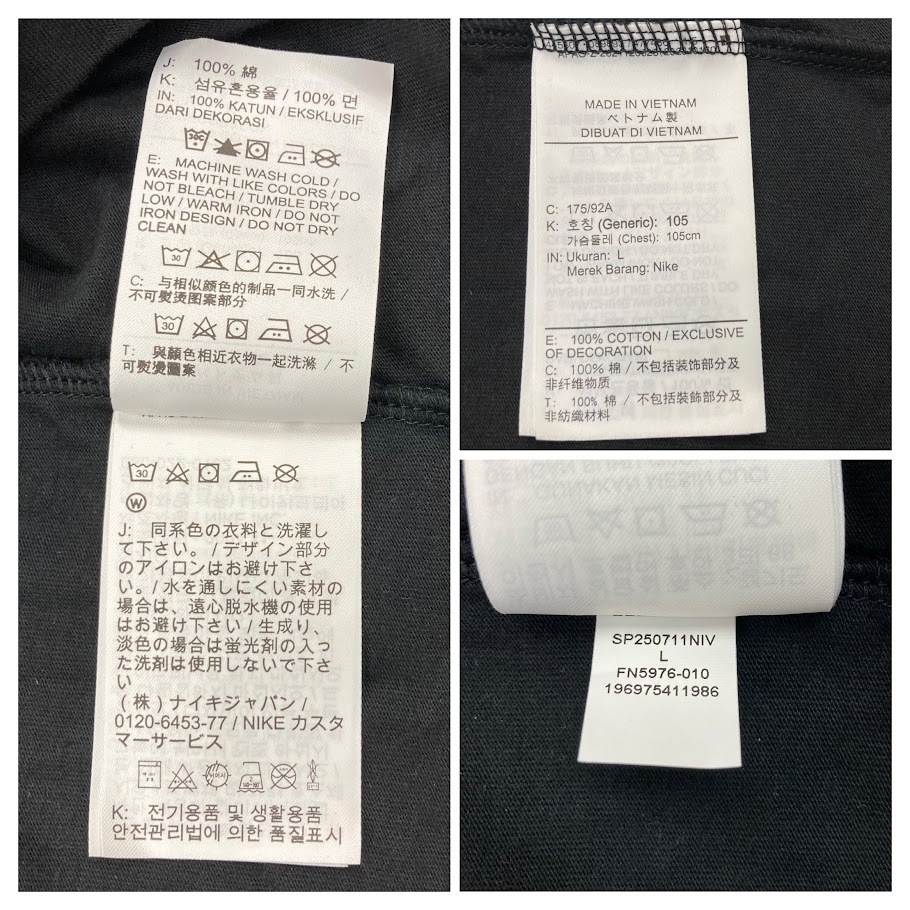 J: 100% 綿
K: 섬유혼용율 / 100% 면
IN: 100% KATUN / EKSKLUSIF
DARI DEKORASI
E: MACHINE WASH COLD /
WASH WITH LIKE COLORS / DO
NOT BLEACH / TUMBLE DRY
LOW / WARM IRON / DO NOT
IRON DESIGN / DO NOT DRY
CLEAN
30
C: 与相似颜色的制品一同水洗 /
不可熨烫图案部分
30
T: 與顏色相近衣物一起洗滌 / 不
可熨燙圖案
30
W
J: 同系色の衣料と洗濯し
て下さい。/ デザイン部分
のアイロンはお避け下さ
い。/ 水を通しにくい素材の
場合は、遠心脱水機の使用
はお避け下さい / 生成り、
淡色の場合は蛍光剤の入っ
た洗剤は使用しないで下さ
い
(株) ナイキジャパン /
0120-6453-77 / NIKE カスタ
マーサービス
K: 전기용품 및 생활용품
안전관리법에 의한 품질표시
MADE IN VIETNAM
ベトナム製
DIBUAT DI VIETNAM
C: 175/92A
K: 호칭 (Generic): 105
가슴둘레 (Chest): 105cm
IN: Ukuran: L
Merek Barang: Nike
E: 100% COTTON / EXCLUSIVE
OF DECORATION
C: 100% 棉 / 不包括装饰部分及
非纤维物质
T: 100% 棉 / 不包括裝飾部分及
非紡織材料
SP250711NIV
L
FN5976-010
196975411986